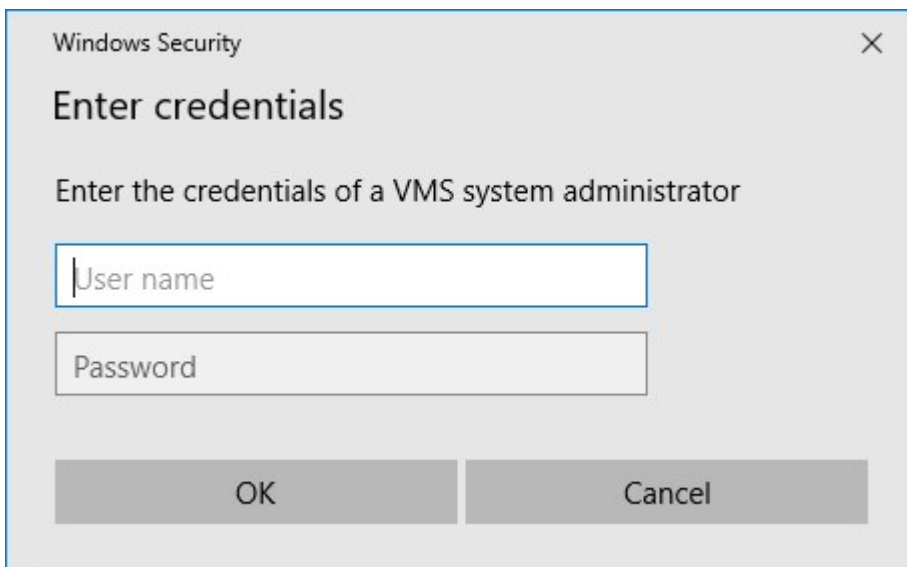 Windows Security
Enter credentials
Enter the credentials of a VMS system administrator
User name
Password
OK Cancel